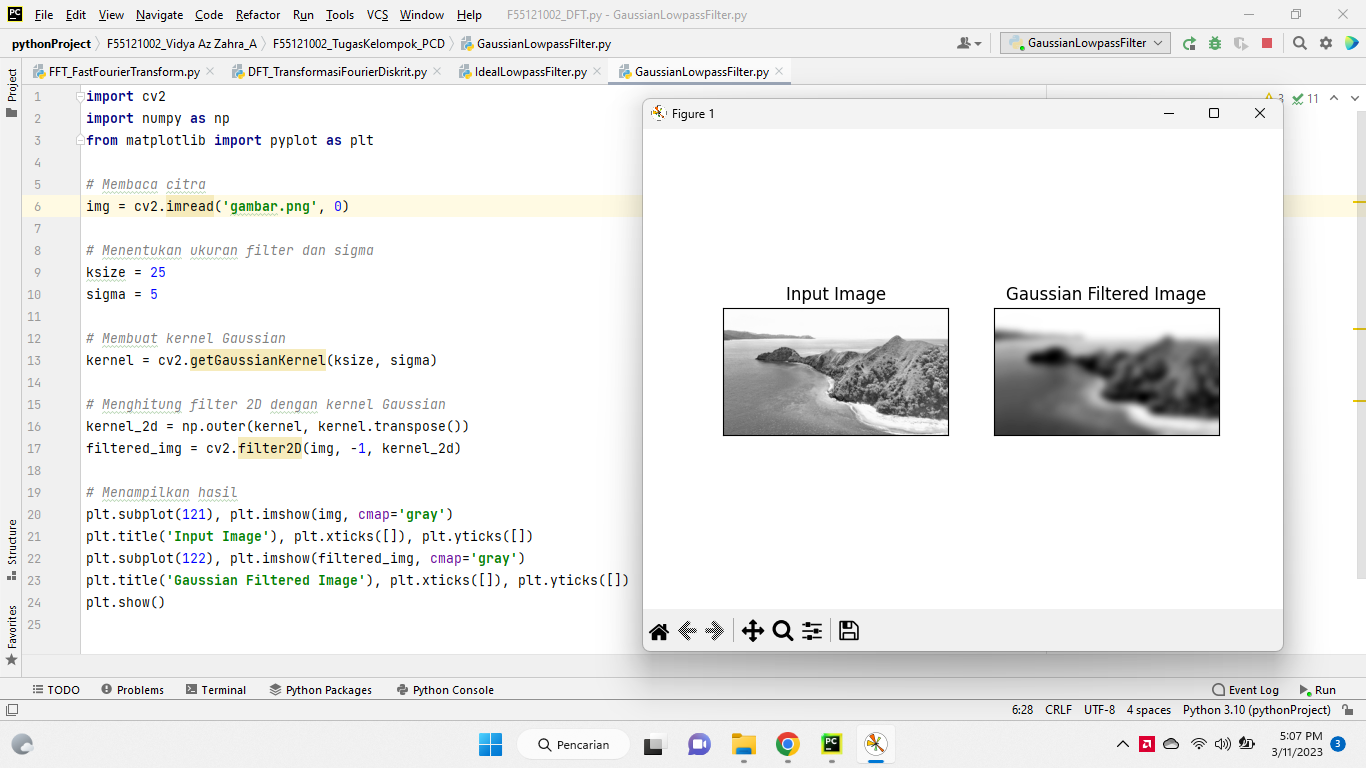 PC File Edit View Navigate Code Refactor Run Tools VCS Window Help F55121002_DFT.py - GaussianLowpassFilter.py
pythonProject F55121002_Vidya Az Zahra_A F55121002_TugasKelompok_PCD GaussianLowpassFilter.py GaussianLowpassFilter
FFT_FastFourierTransform.py DFT_TransformasiFourierDiskrit.py IdealLowpassFilter.py GaussianLowpassFilter.py
Project
Structure
Favorites
3 11
1 import cv2
2 import numpy as np
3 from matplotlib import pyplot as plt
4
5 # Membaca citra
6 img = cv2.imread('gambar.png', 0)
7
8 # Menentukan ukuran filter dan sigma
9 ksize = 25
10 sigma = 5
11
12 # Membuat kernel Gaussian
13 kernel = cv2.getGaussianKernel(ksize, sigma)
14
15 # Menghitung filter 2D dengan kernel Gaussian
16 kernel_2d = np.outer(kernel, kernel.transpose())
17 filtered_img = cv2.filter2D(img, -1, kernel_2d)
18
19 # Menampilkan hasil
20 plt.subplot(121), plt.imshow(img, cmap='gray')
21 plt.title('Input Image'), plt.xticks([]), plt.yticks([])
22 plt.subplot(122), plt.imshow(filtered_img, cmap='gray')
23 plt.title('Gaussian Filtered Image'), plt.xticks([]), plt.yticks([])
24 plt.show()
25
Figure 1
Input Image Gaussian Filtered Image
TODO Problems Terminal Python Packages Python Console Event Log Run
6:28 CRLF UTF-8 4 spaces Python 3.10 (pythonProject)
Pencarian PC 5:07 PM
3/11/2023 3